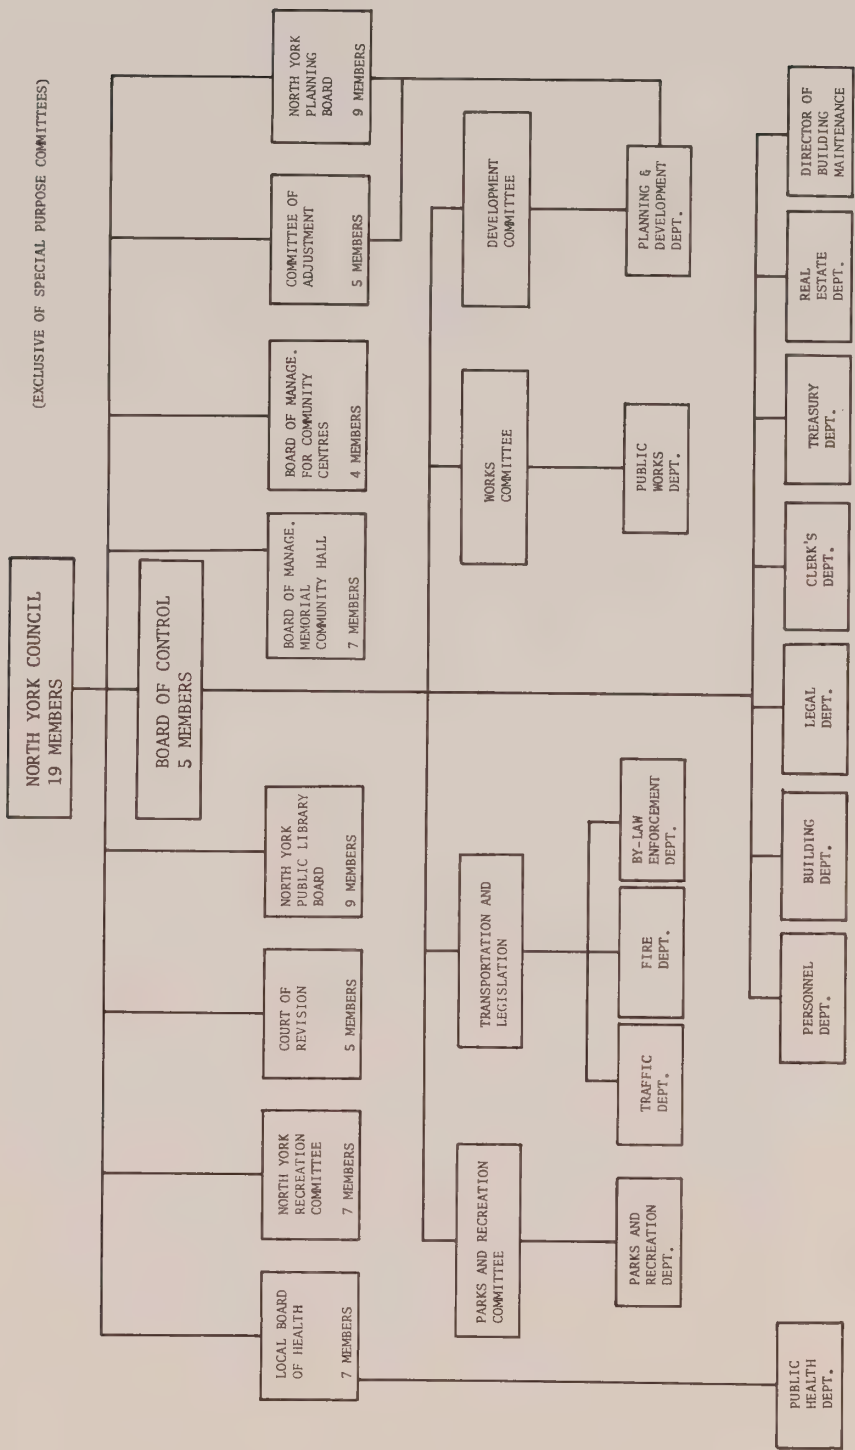 (EXCLUSIVE OF SPECIAL PURPOSE COMMITTEES)
NORTH YORK COUNCIL
19 MEMBERS
BOARD OF CONTROL
5 MEMBERS
LOCAL BOARD
OF HEALTH
7 MEMBERS
NORTH YORK
RECREATION
COMMITTEE
7 MEMBERS
COURT OF
REVISION
5 MEMBERS
NORTH YORK
PUBLIC LIBRARY
BOARD
9 MEMBERS
BOARD OF MANAGE.
MEMORIAL
COMMUNITY HALL
7 MEMBERS
BOARD OF MANAGE.
FOR COMMUNITY
CENTRES
4 MEMBERS
COMMITTEE OF
ADJUSTMENT
5 MEMBERS
NORTH YORK
PLANNING
BOARD
9 MEMBERS
PARKS AND RECREATION
COMMITTEE
TRANSPORTATION AND
LEGISLATION
WORKS
COMMITTEE
DEVELOPMENT
COMMITTEE
PARKS AND
RECREATION
DEPT.
TRAFFIC
DEPT.
FIRE
DEPT.
BY-LAW
ENFORCEMENT
DEPT.
PUBLIC
WORKS
DEPT.
PLANNING &
DEVELOPMENT
DEPT.
PUBLIC
HEALTH
DEPT.
PERSONNEL
DEPT.
BUILDING
DEPT.
LEGAL
DEPT.
CLERK'S
DEPT.
TREASURY
DEPT.
REAL
ESTATE
DEPT.
DIRECTOR OF
BUILDING
MAINTENANCE